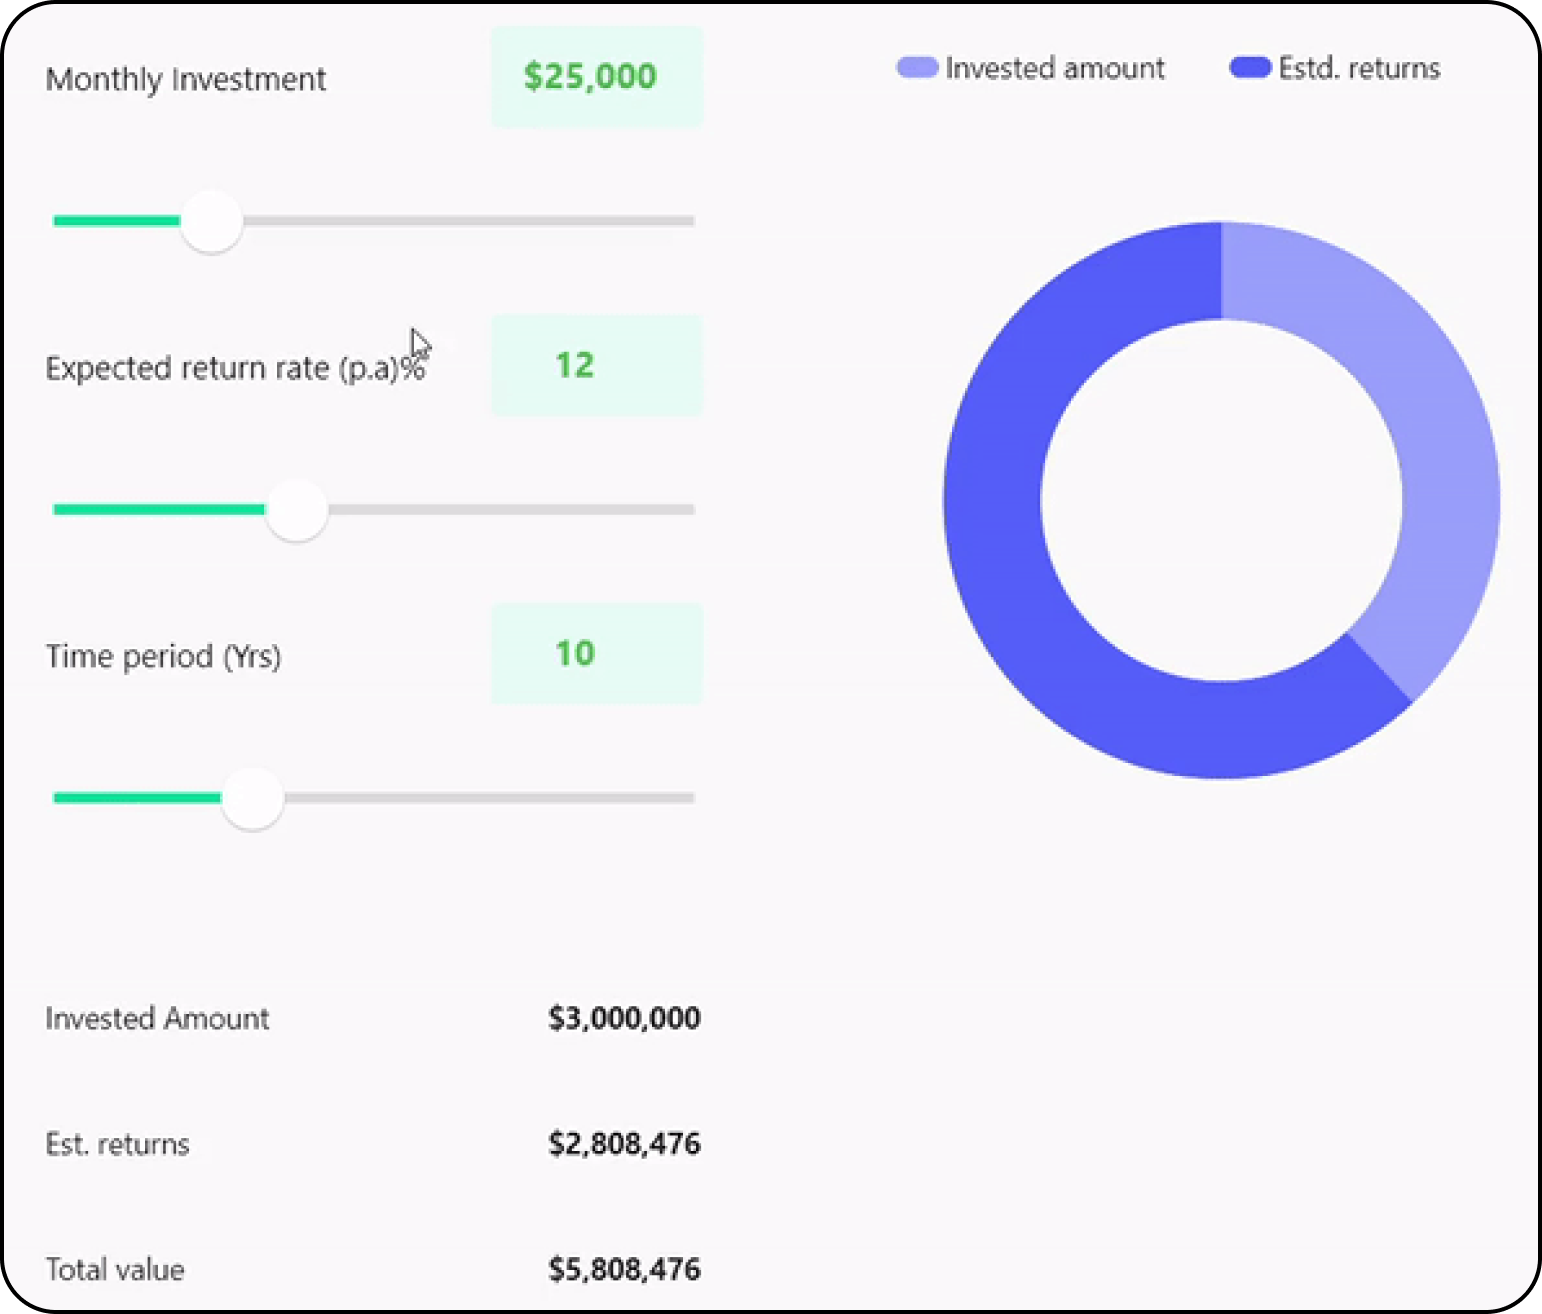 Monthly Investment
$25,000
Expected return rate (p.a)%
12
Time period (Yrs)
10
Invested Amount
$3,000,000
Est. returns
$2,808,476
Total value
$5,808,476
Invested amount
Estd. returns